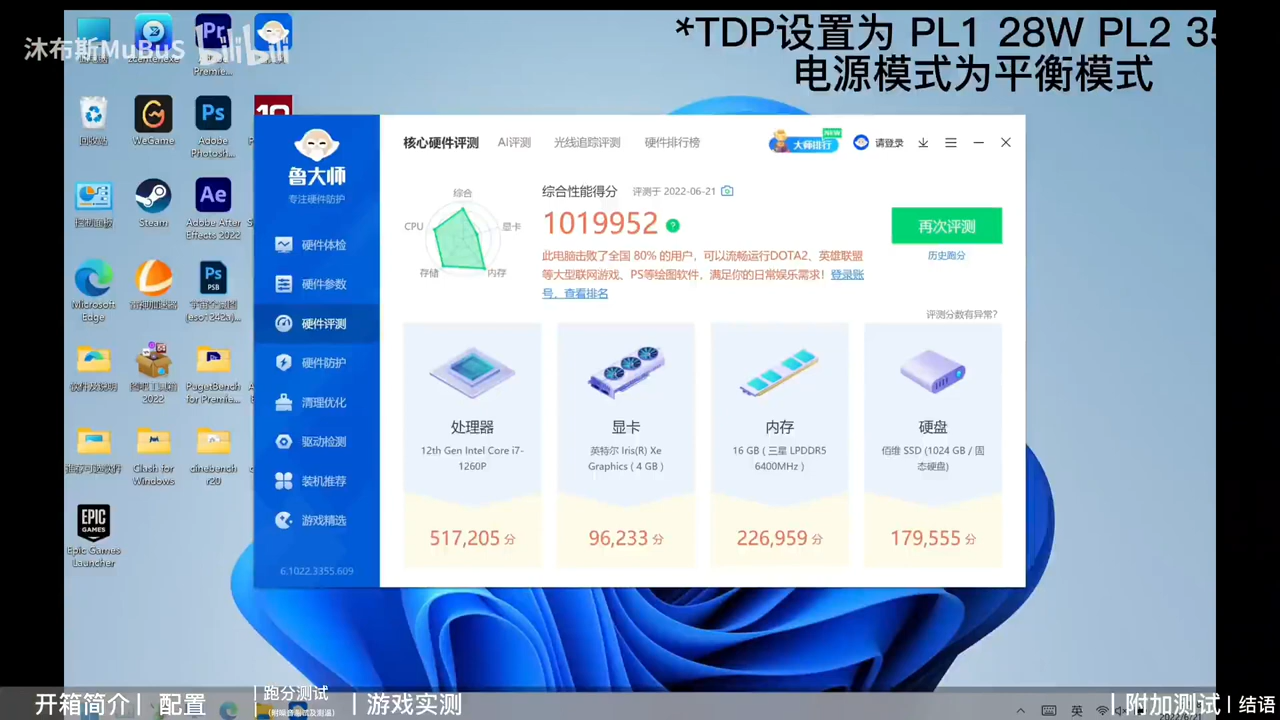 沐布斯MuBuS bilibili
*TDP设置为 PL1 28W PL2 35
电源模式为平衡模式
Premie...
回收站
WeGame
Adobe
Photosh...
控制面板
Steam
Adobe After
Effects 2022
Microsoft
Edge
2022
PugetBench
for Premie...
Clash for
Windows
cinebench
r20
Epic Games
Launcher
鲁大师
专注硬件防护
硬件体检
硬件参数
硬件评测
硬件防护
清理优化
驱动检测
装机推荐
游戏精选
6.1022.3355.609
核心硬件评测 AI评测 光线追踪评测 硬件排行榜
大师排行 NEW 请登录
综合
CPU
显卡
存储
内存
综合性能得分 评测于 2022-06-21
1019952
此电脑击败了全国 80% 的用户，可以流畅运行DOTA2、英雄联盟
等大型联网游戏、PS等绘图软件，满足你的日常娱乐需求！登录账
号，查看排名
再次评测
历史跑分
评测分数有异常?
处理器
12th Gen Intel Core i7-
1260P
517,205 分
显卡
英特尔 Iris(R) Xe
Graphics ( 4 GB )
96,233 分
内存
16 GB ( 三星 LPDDR5
6400MHz )
226,959 分
硬盘
佰维 SSD (1024 GB / 固
态硬盘)
179,555 分
开箱简介 | 配置 | 跑分测试 | 游戏实测 | 附加测试 | 结语
英